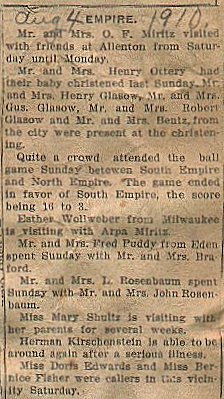 Aug 4 EMPIRE. 1910.
Mr. and Mrs. O. F. Miritz visited
with friends at Allenton from Satur-
day until Monday.
Mr. and Mrs. Henry Ottery had
their baby christened last Sunday. Mr.
and Mrs. Henry Glasow, Mr. and Mrs.
Gus. Glasow, Mr. and Mrs. Rober
Glasow and Mr. and Mrs. Bentz, from
the city were present at the christen-
ing.
Quite a crowd attended the ball
game Sunday betewen South Empire
and North Empire. The game ended
in favor of South Empire, the score
being 16 to 3.
Esther Wollweber from Milwaukee
is visiting with Arpa Miritz.
Mr. and Mrs. Fred Puddy from Eden
spent Sunday with Mr. and Mrs. Bra
ford.
Mr. and Mrs. L. Rosenbaum spent
Sunday with Mr. and Mrs. John Rosen-
baum.
Miss Mary Shultz is visiting with
her parents for several weeks.
Herman Kirschenstein is able to be
around again after a serious illness.
Miss Doris Edwards and Miss Ber-
nice Fisher were callers in this vicin-
ity Saturday.